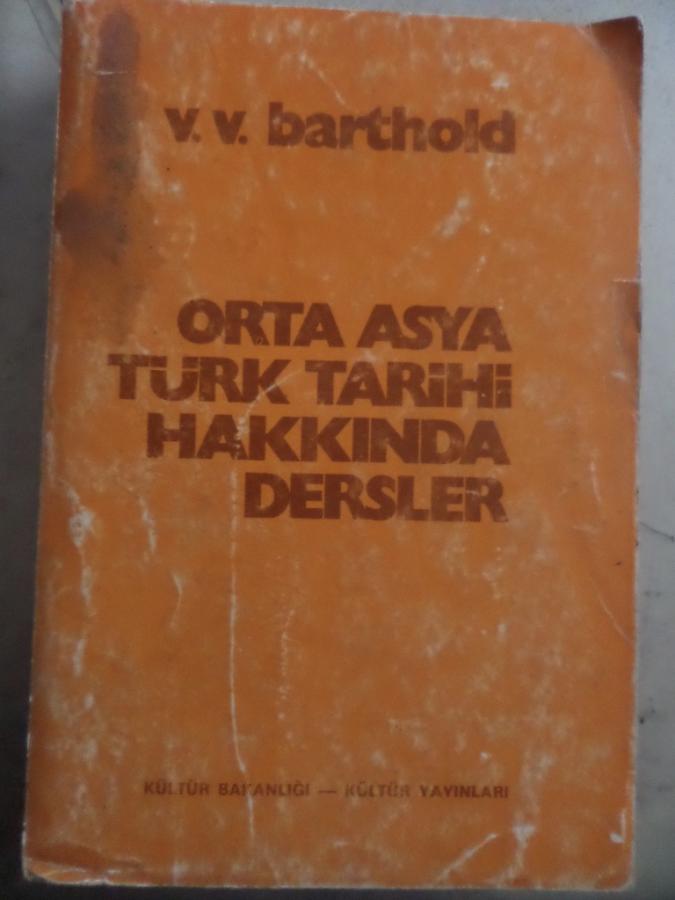 v. v. barthold
ORTA ASYA
TÜRK TARİHİ
HAKKINDA
DERSLER
KÜLTÜR BAKANLIĞI — KÜLTÜR YAYINLARI